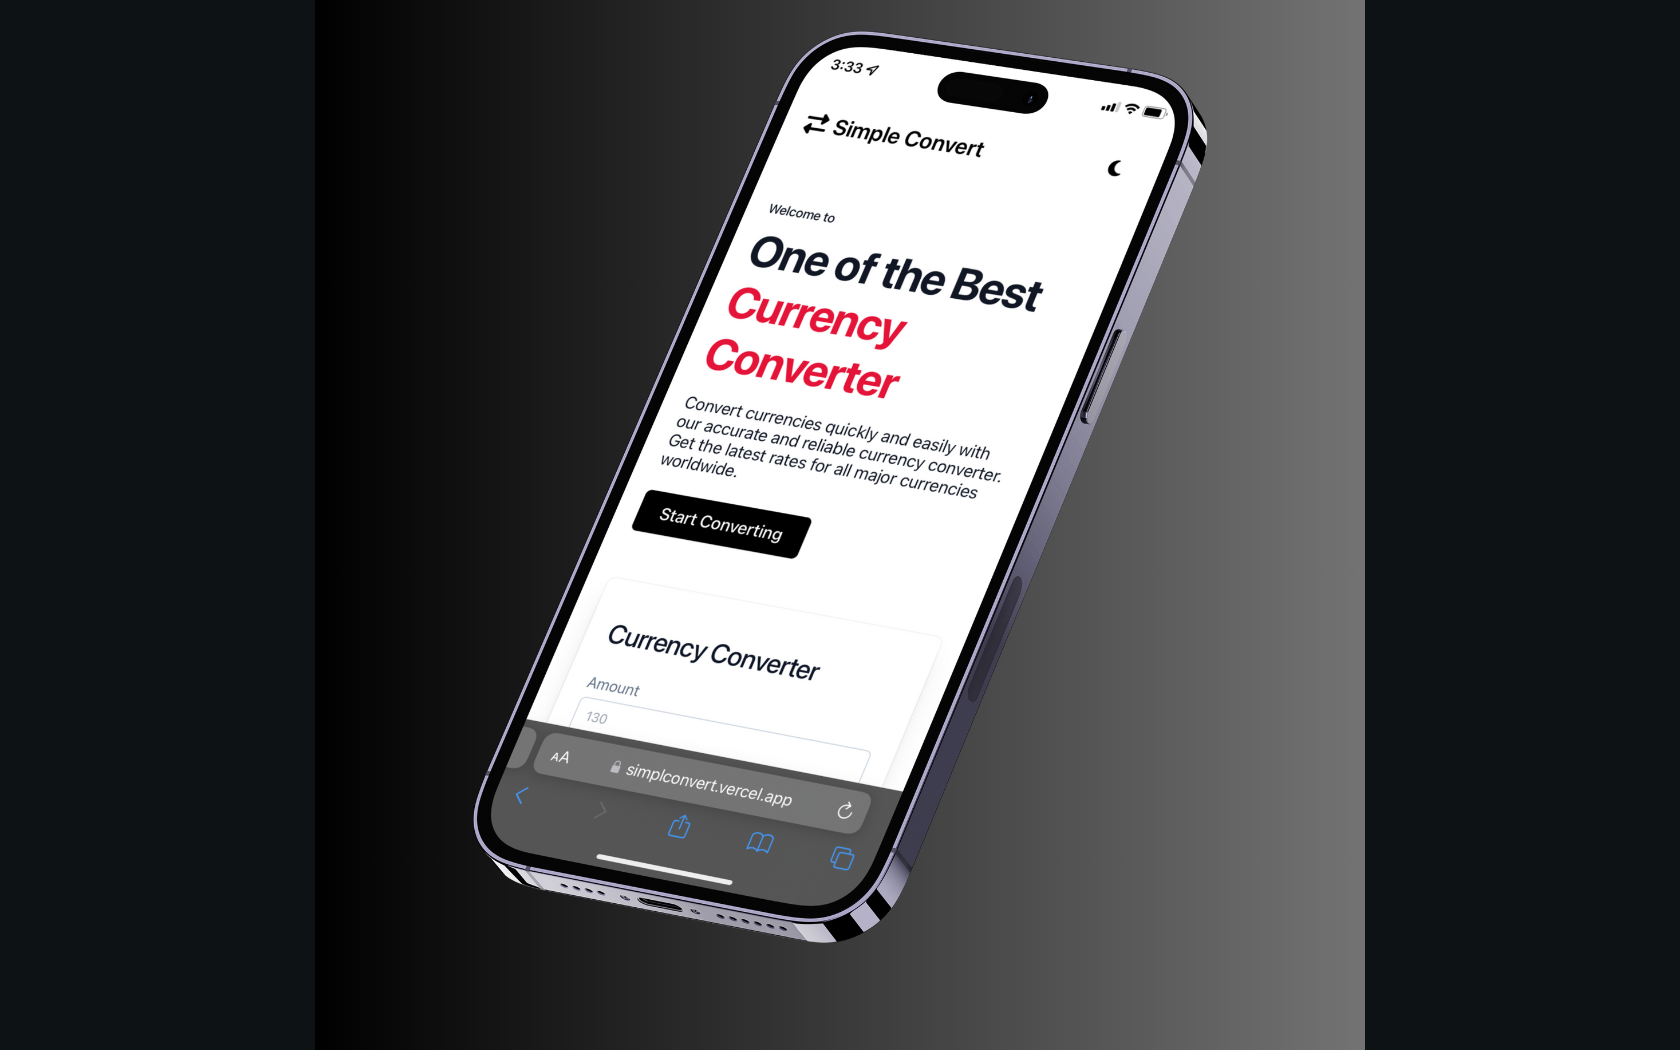 3:33
Simple Convert
Welcome to
One of the Best
Currency
Converter
Convert currencies quickly and easily with
our accurate and reliable currency converter.
Get the latest rates for all major currencies
worldwide.
Start Converting
Currency Converter
Amount
130
AA
simplconvert.vercel.app